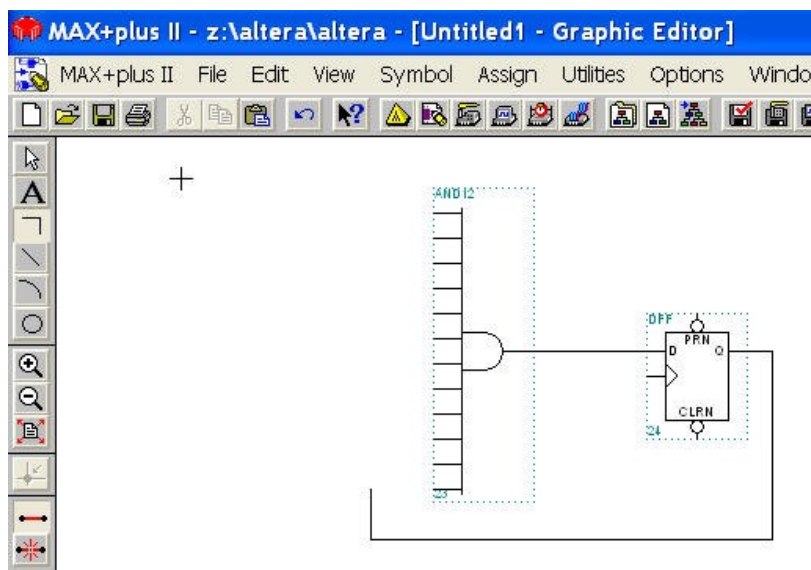 MAX+plus II - z:\altera\altera - [Untitled1 - Graphic Editor]
MAX+plus II File Edit View Symbol Assign Utilities Options Windo
A
AND12
DFF
PRN
D Q
CLRN
24
23